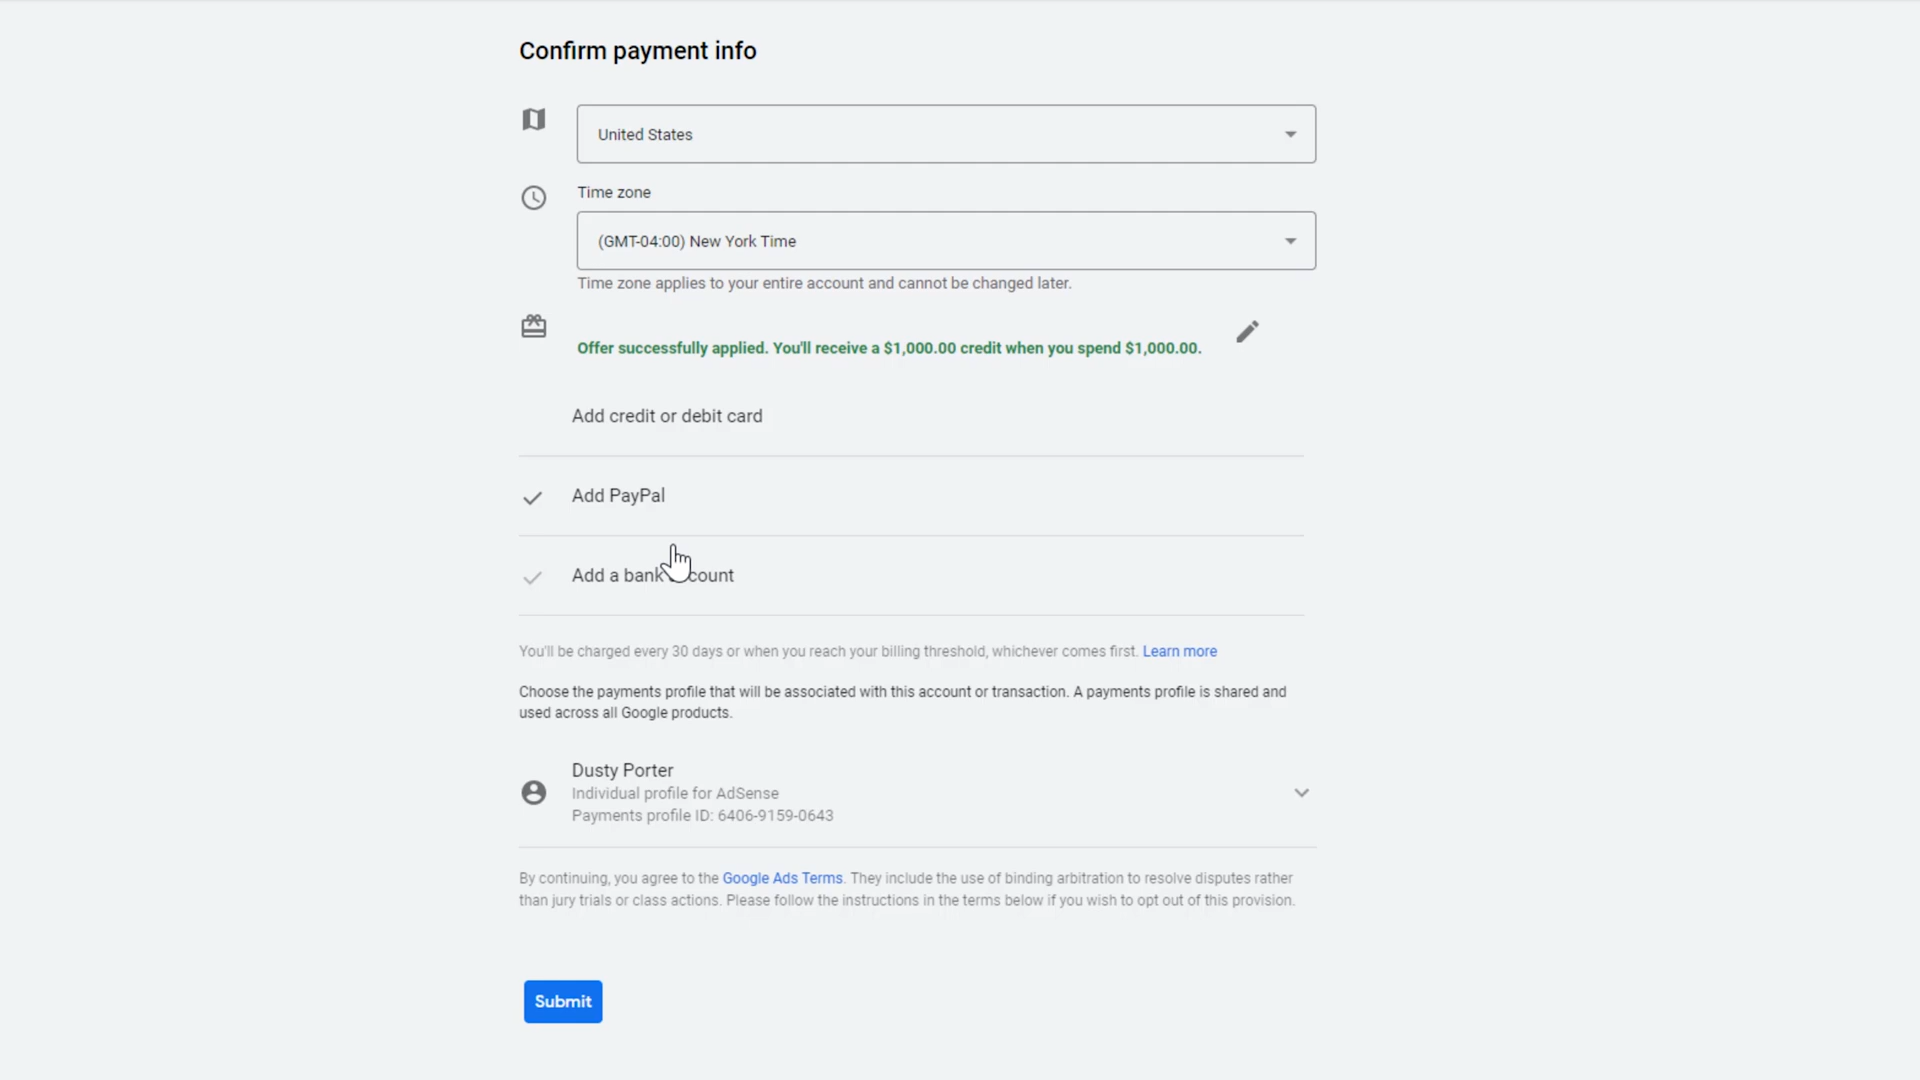 Confirm payment info
United States
Time zone
(GMT-04:00) New York Time
Time zone applies to your entire account and cannot be changed later.
Offer successfully applied. You'll receive a $1,000.00 credit when you spend $1,000.00.
Add credit or debit card
Add PayPal
Add a bank count
You'll be charged every 30 days or when you reach your billing threshold, whichever comes first. Learn more
Choose the payments profile that will be associated with this account or transaction. A payments profile is shared and
used across all Google products.
Dusty Porter
Individual profile for AdSense
Payments profile ID: 6406-9159-0643
By continuing, you agree to the Google Ads Terms. They include the use of binding arbitration to resolve disputes rather
than jury trials or class actions. Please follow the instructions in the terms below if you wish to opt out of this provision.
Submit